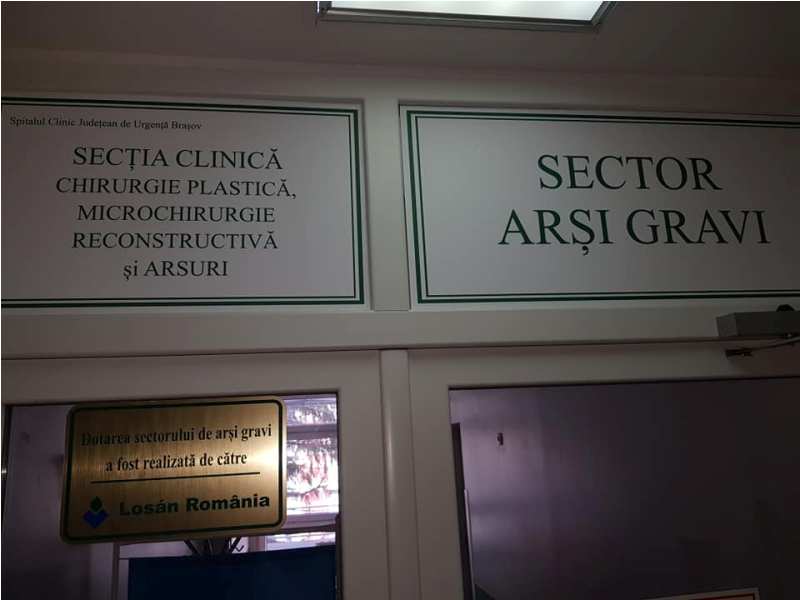 Spitalul Clinic Județean de Urgență Brașov
SECȚIA CLINICĂ
CHIRURGIE PLASTICĂ,
MICROCHIRURGIE
RECONSTRUCTIVĂ
și ARSURI
SECTOR
ARȘI GRAVI
Dotarea sectorului de arși gravi
a fost realizată de către
Losán România